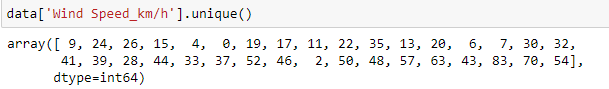 data['Wind Speed_km/h'].unique()
array([ 9, 24, 26, 15, 4, 0, 19, 17, 11, 22, 35, 13, 20, 6, 7, 30, 32,
41, 39, 28, 44, 33, 37, 52, 46, 2, 50, 48, 57, 63, 43, 83, 70, 54],
dtype=int64)